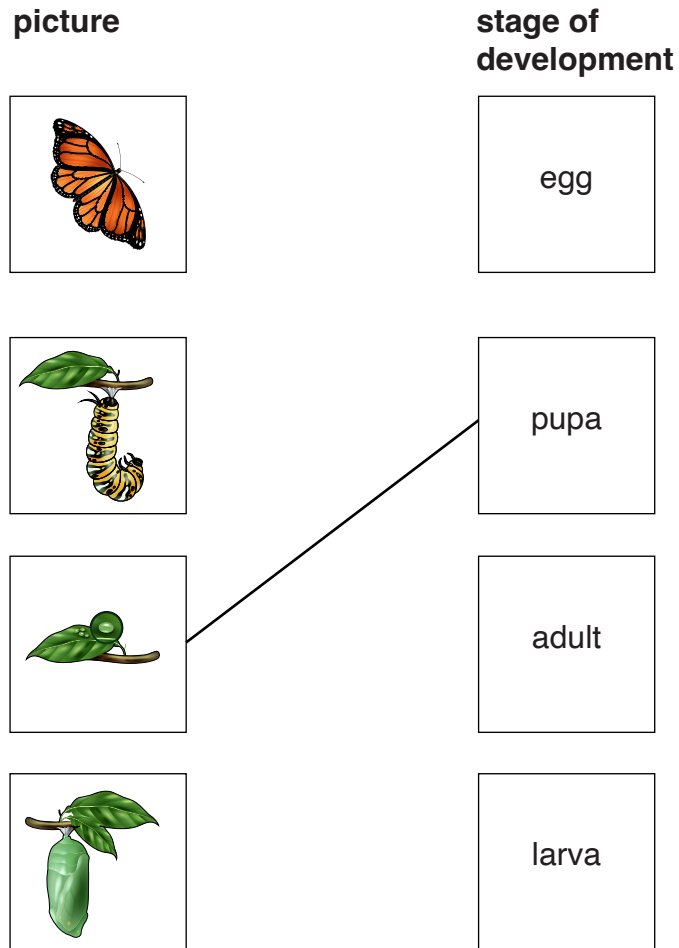 picture
stage of
development
egg
pupa
adult
larva